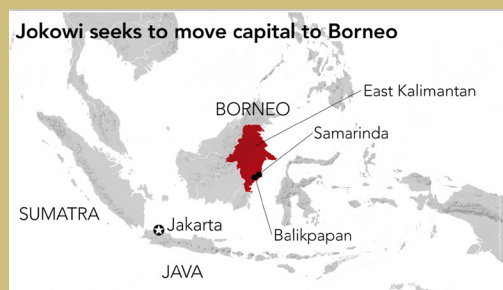 Jokowi seeks to move capital to Borneo
East Kalimantan
BORNEO
Samarinda
SUMATRA
Jakarta
Balikpapan
JAVA